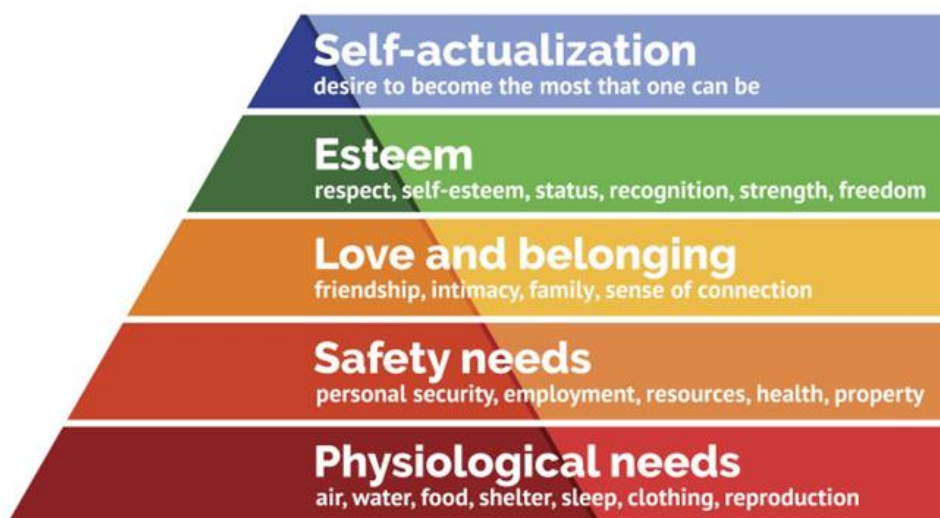 Self-actualization
desire to become the most that one can be
Esteem
respect, self-esteem, status, recognition, strength, freedom
Love and belonging
friendship, intimacy, family, sense of connection
Safety needs
personal security, employment, resources, health, property
Physiological needs
air, water, food, shelter, sleep, clothing, reproduction